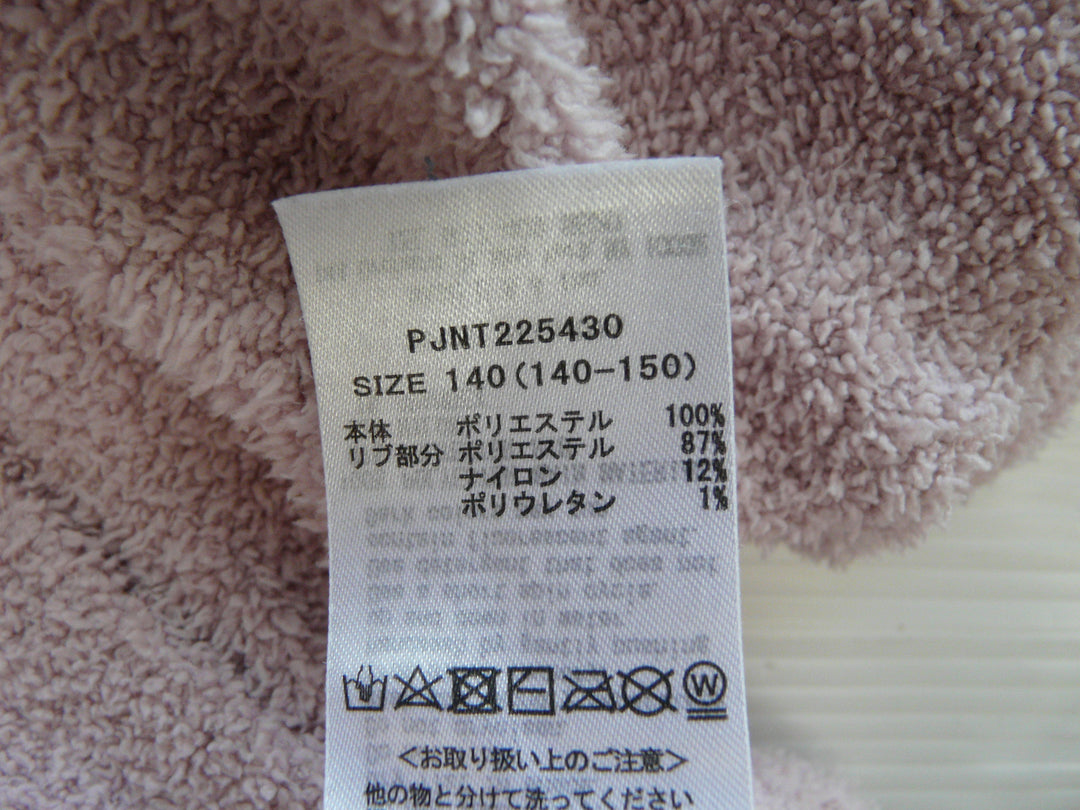 PJNT225430
SIZE 140(140-150)
本体 ポリエステル 100%
リブ部分 ポリエステル 87%
ナイロン 12%
ポリウレタン 1%
W
<お取り扱い上のご注意>
他の物と分けて洗ってください